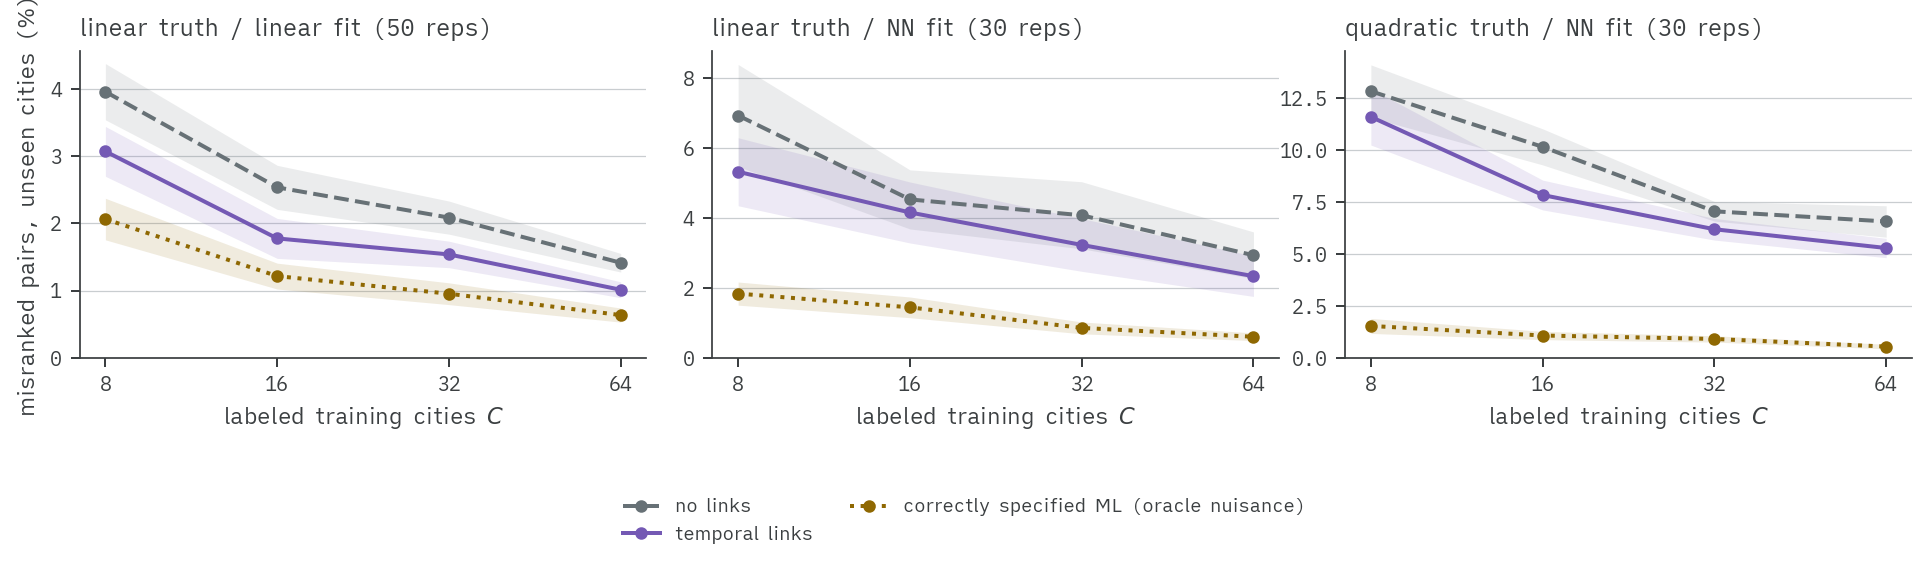 linear truth / linear fit (50 reps)
linear truth / NN fit (30 reps)
quadratic truth / NN fit (30 reps)
misranked pairs, unseen cities (%)
4
3
2
1
0
8
16
32
64
labeled training cities C
8
6
4
2
0
8
16
32
64
labeled training cities C
12.5
10.0
7.5
5.0
2.5
0.0
8
16
32
64
labeled training cities C
no links
temporal links
correctly specified ML (oracle nuisance)